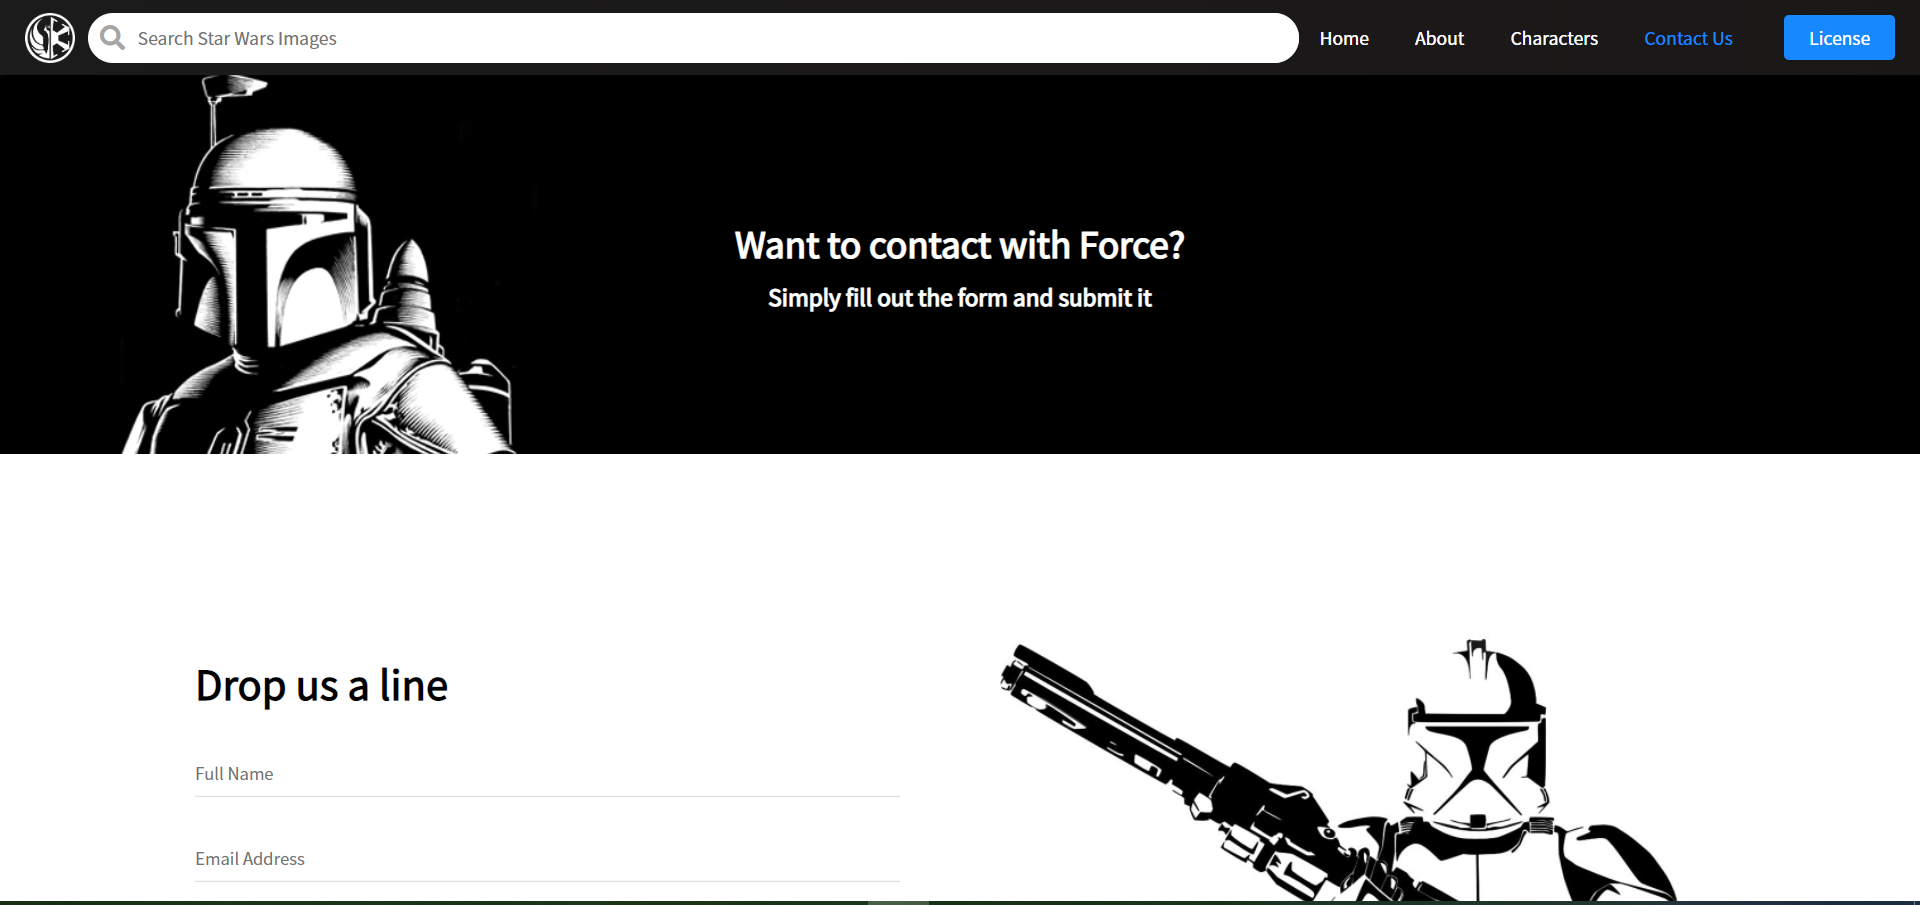 Search Star Wars Images
Home
About
Characters
Contact Us
License
Want to contact with Force?
Simply fill out the form and submit it
Drop us a line
Full Name
Email Address